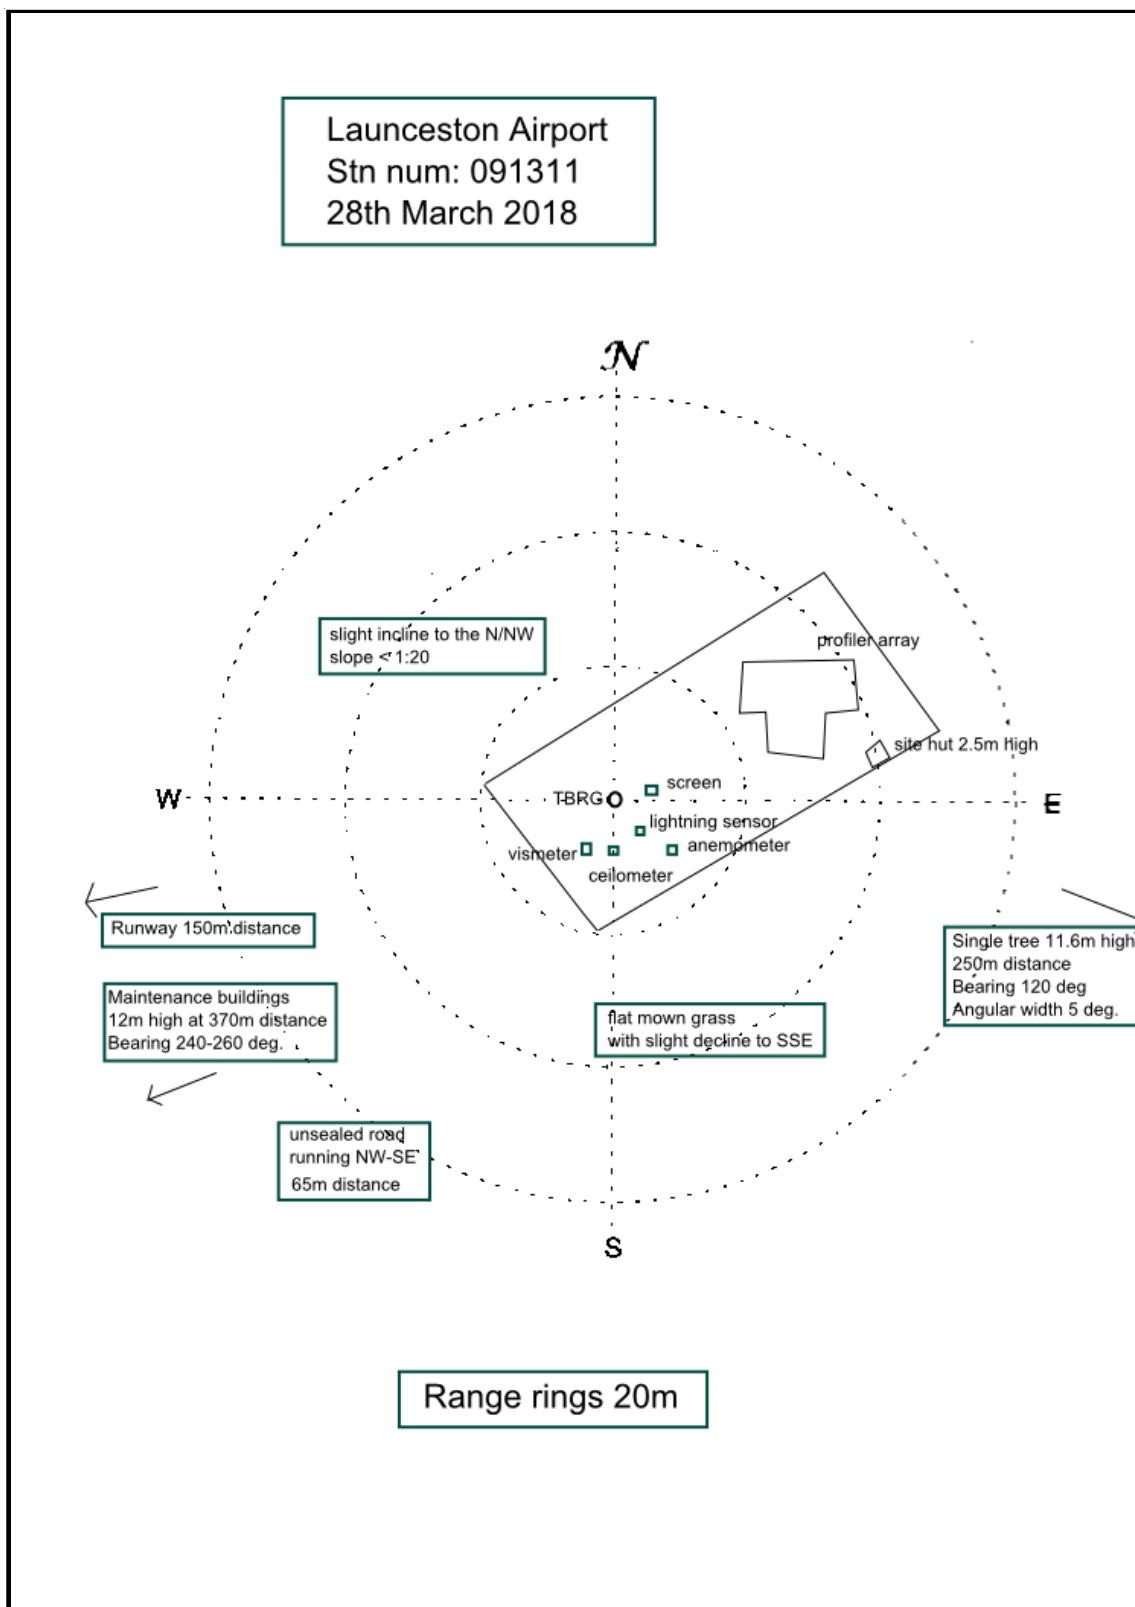 Launceston Airport
Stn num: 091311
28th March 2018
N
slight incline to the N/NW
slope < 1:20
profiler array
site hut 2.5m high
W
TBRG
screen
E
lightning sensor
vismeter
anemometer
ceilometer
Runway 150m distance
Single tree 11.6m high
250m distance
Bearing 120 deg
Angular width 5 deg.
Maintenance buildings
12m high at 370m distance
Bearing 240-260 deg.
flat mown grass
with slight decline to SSE
unsealed road
running NW-SE
65m distance
S
Range rings 20m